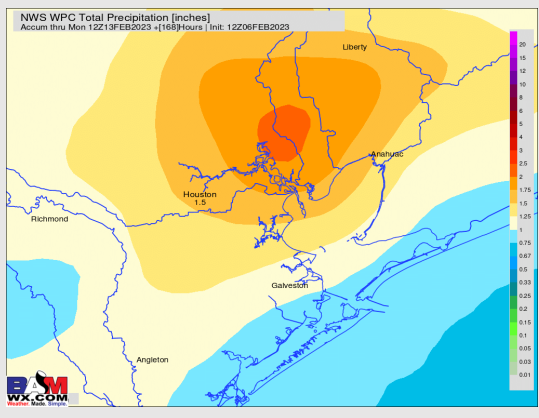 NWS WPC Total Precipitation [inches]
Accum thru Mon 12Z13FEB2023 +[168]Hours | Init: 12Z06FEB2023
Liberty
Anahuac
Houston
1.5
Richmond
Galveston
Angleton
20
15
12
10
8
6
5
4
3
2.5
2
1.75
1.5
1.25
1
0.75
0.67
0.5
0.33
0.25
0.2
0.15
0.1
0.05
0.03
0.01
BAM
WX.COM
Weather. Made. Simple.